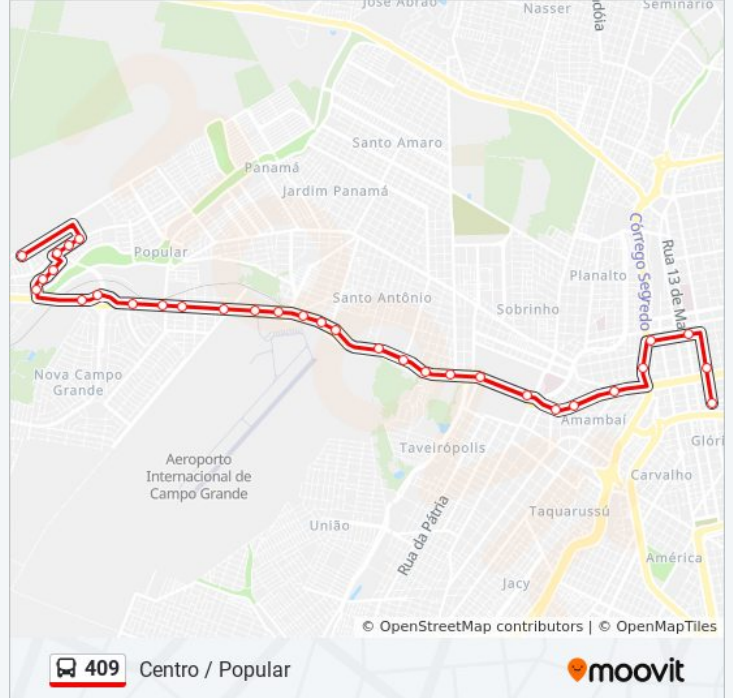 José Abrão
Nasser
dóia
Seminário
Santo Amaro
Panamá
Jardim Panamá
Córrego Segredo
Rua 13 de Ma
Popular
Planalto
Santo Antônio
Sobrinho
Nova Campo
Grande
Amambaí
Glóri
Taveirópolis
Aeroporto
Internacional de
Campo Grande
Carvalho
Rua da Pátria
Taquarussú
União
América
Jacy
© OpenStreetMap contributors | © OpenMapTiles
409 Centro / Popular
moovit